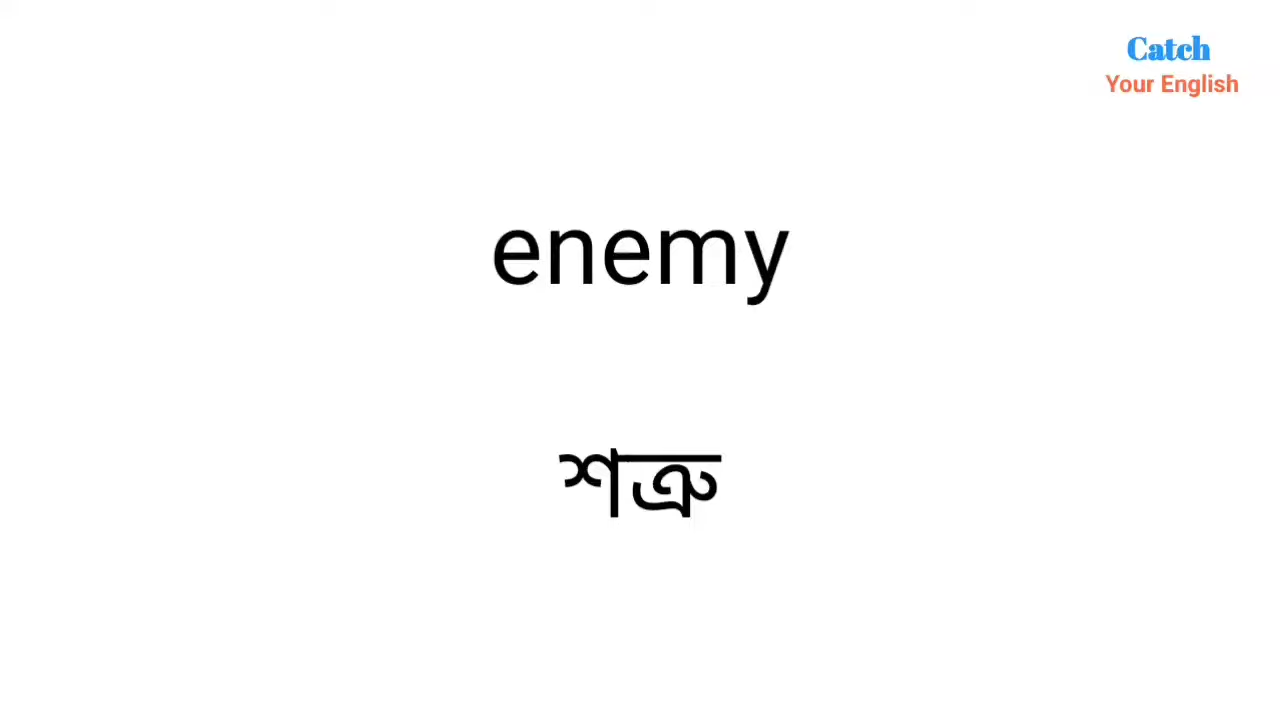 Catch
Your English
enemy
শত্রু